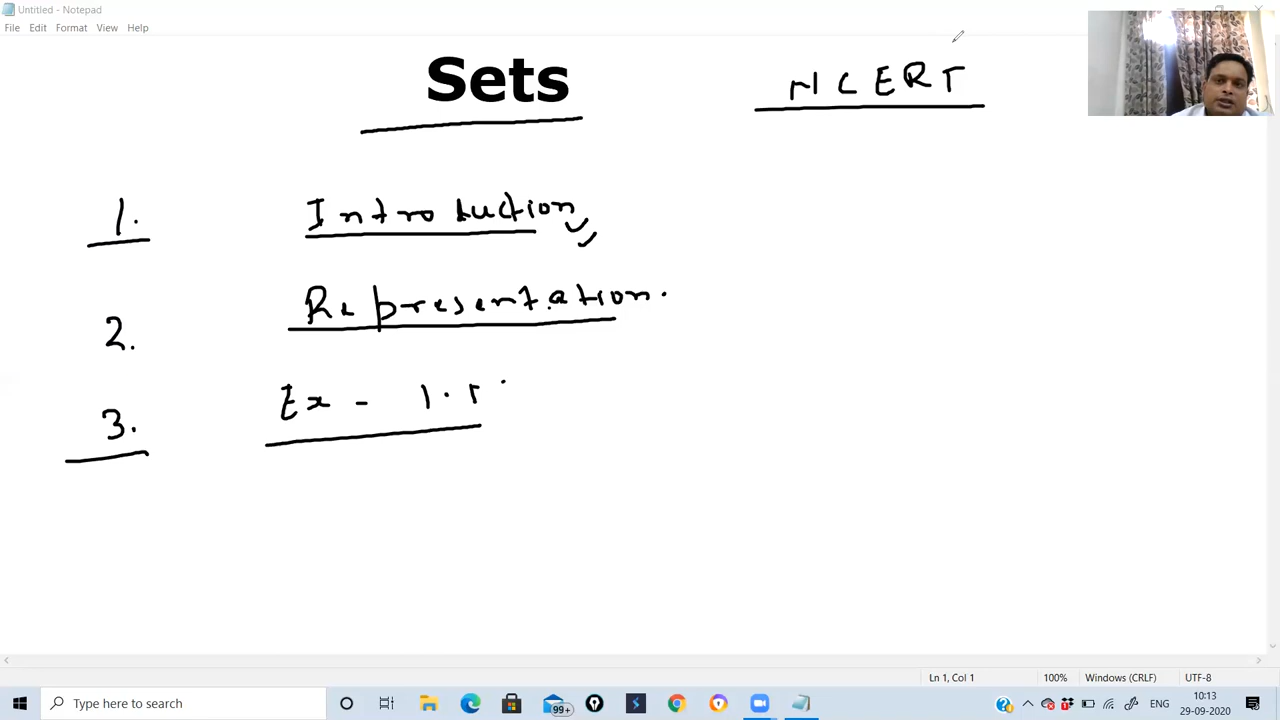 Untitled - Notepad
File Edit Format View Help
Sets
NCERT
1. Introduction
2. Representation.
3. Ex - 1.1
Ln 1, Col 1 100% Windows (CRLF) UTF-8
Type here to search
99+
ENG
10:13
29-09-2020